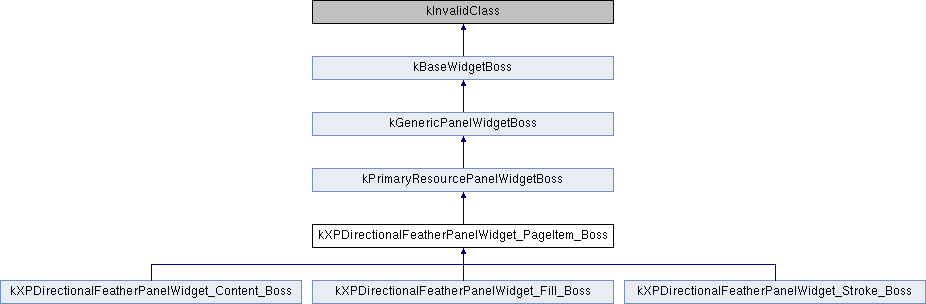 kInvalidClass
kBaseWidgetBoss
kGenericPanelWidgetBoss
kPrimaryResourcePanelWidgetBoss
kXPDirectionalFeatherPanelWidget_PageItem_Boss
kXPDirectionalFeatherPanelWidget_Content_Boss
kXPDirectionalFeatherPanelWidget_Fill_Boss
kXPDirectionalFeatherPanelWidget_Stroke_Boss